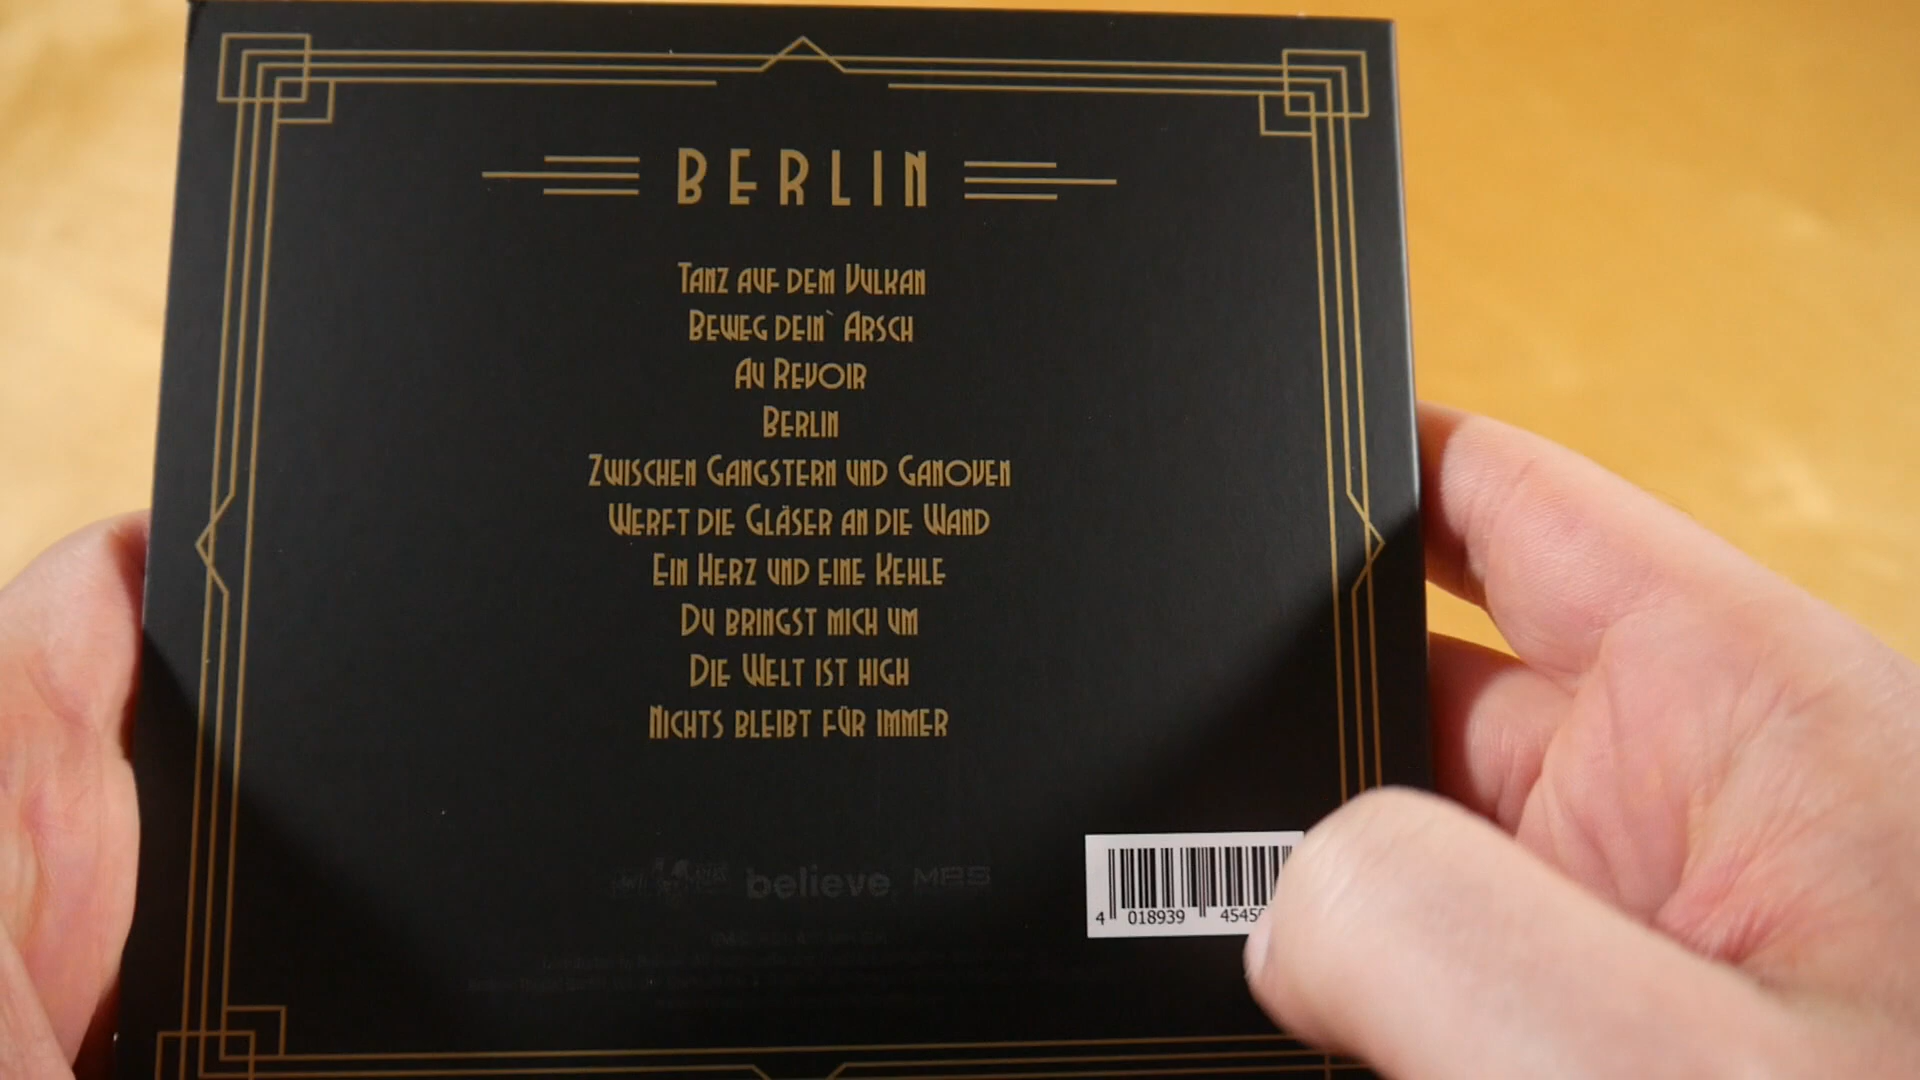 BERLIN
Tanz auf dem Vulkan
Beweg dein` Arsch
Au Revoir
Berlin
Zwischen Gangstern und Ganoven
Werft die Gläser an die Wand
Ein Herz und eine Kehle
Du bringst mich um
Die Welt ist high
Nichts bleibt für immer
believe. MBS
4 018939 4545